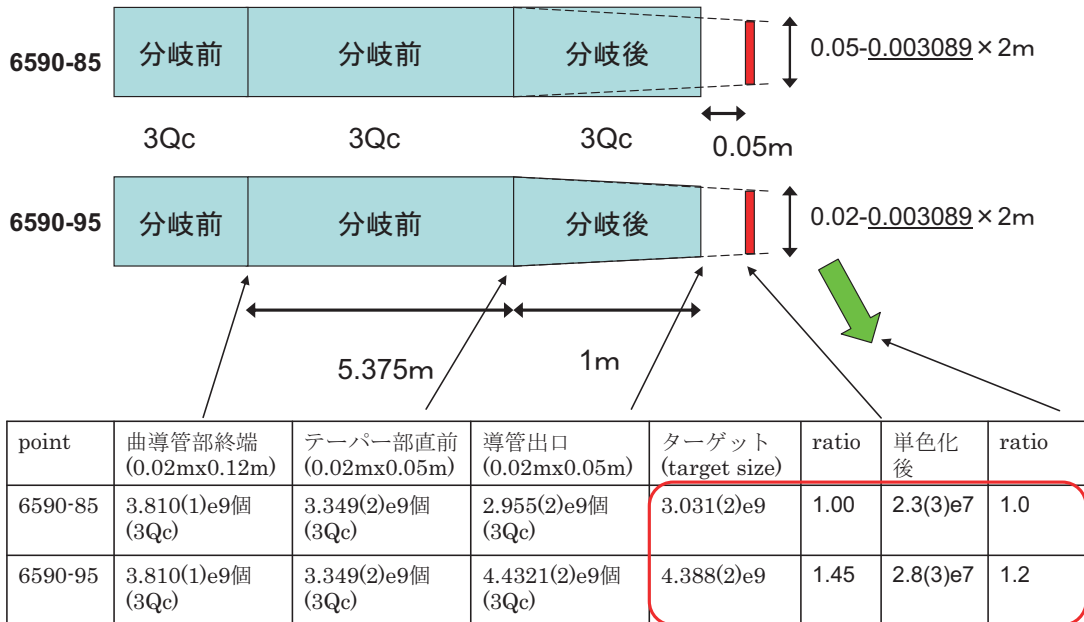 6590-85
分岐前
分岐前
分岐後
0.05-0.003089×2m
3Qc
3Qc
3Qc
0.05m
6590-95
分岐前
分岐前
分岐後
0.02-0.003089×2m
5.375m
1m
point
曲導管部終端
(0.02mx0.12m)
テーパー部直前
(0.02mx0.05m)
導管出口
(0.02mx0.05m)
ターゲット
(target size)
ratio
単色化
後
ratio
6590-85
3.810(1)e9個
(3Qc)
3.349(2)e9個
(3Qc)
2.955(2)e9個
(3Qc)
3.031(2)e9
1.00
2.3(3)e7
1.0
6590-95
3.810(1)e9個
(3Qc)
3.349(2)e9個
(3Qc)
4.4321(2)e9個
(3Qc)
4.388(2)e9
1.45
2.8(3)e7
1.2